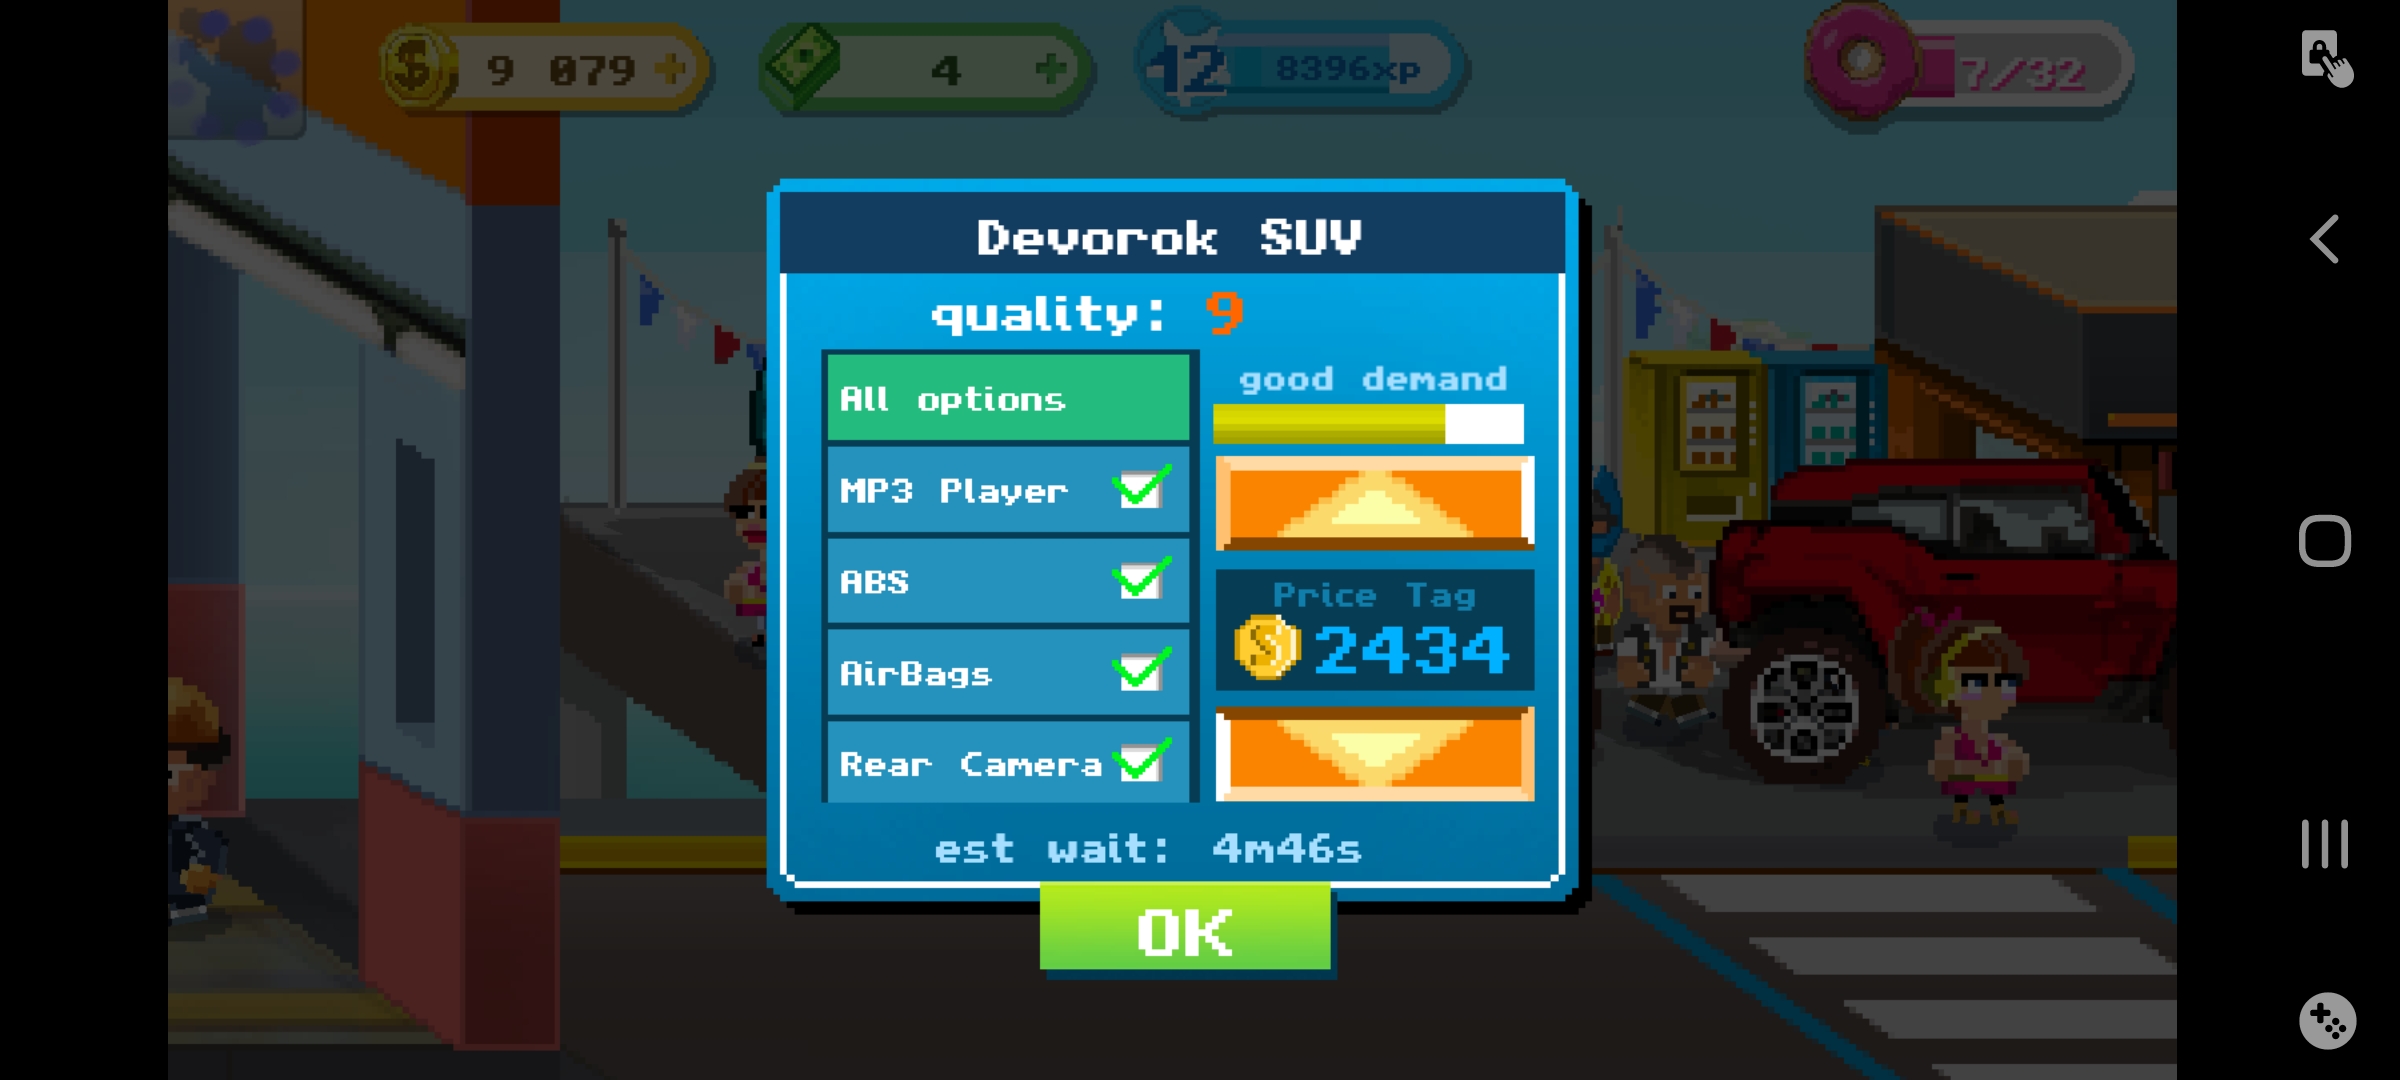 9 079
4
12
8396xp
7/32
Devorok SUV
quality: 9
All options
MP3 Player
ABS
AirBags
Rear Camera
good demand
Price Tag
2434
est wait: 4m46s
OK